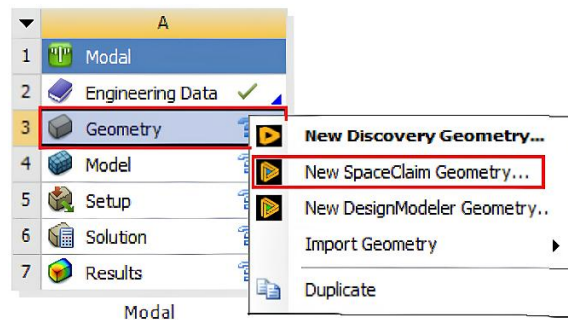 A
1 Modal
2 Engineering Data
3 Geometry
4 Model
5 Setup
6 Solution
7 Results
Modal
New Discovery Geometry...
New SpaceClaim Geometry...
New DesignModeler Geometry..
Import Geometry
Duplicate